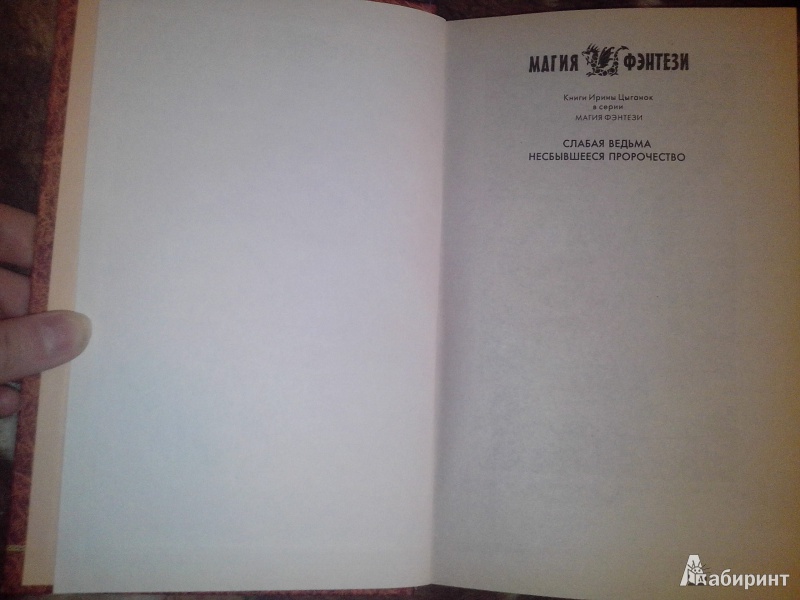 МАГИЯ ФЭНТЕЗИ
Книги Ирины Цыганок
в серии
МАГИЯ ФЭНТЕЗИ
СЛАБАЯ ВЕДЬМА
НЕСБЫВШЕЕСЯ ПРОРОЧЕСТВО
Лабиринт